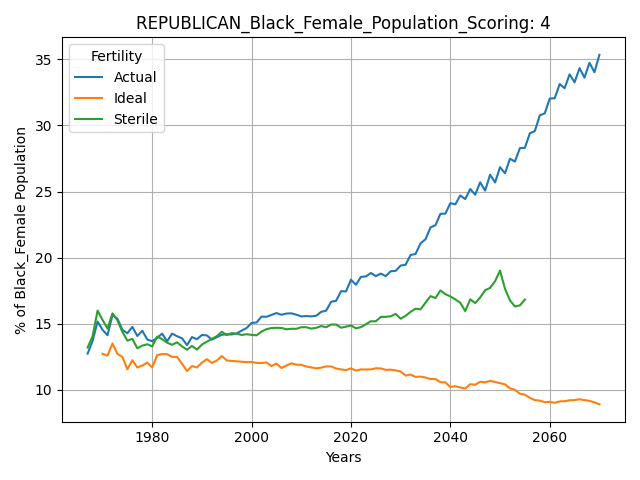 REPUBLICAN_Black_Female_Population_Scoring: 4
Fertility
Actual
Ideal
Sterile
% of Black_Female Population
35
30
25
20
15
10
1980
2000
2020
2040
2060
Years